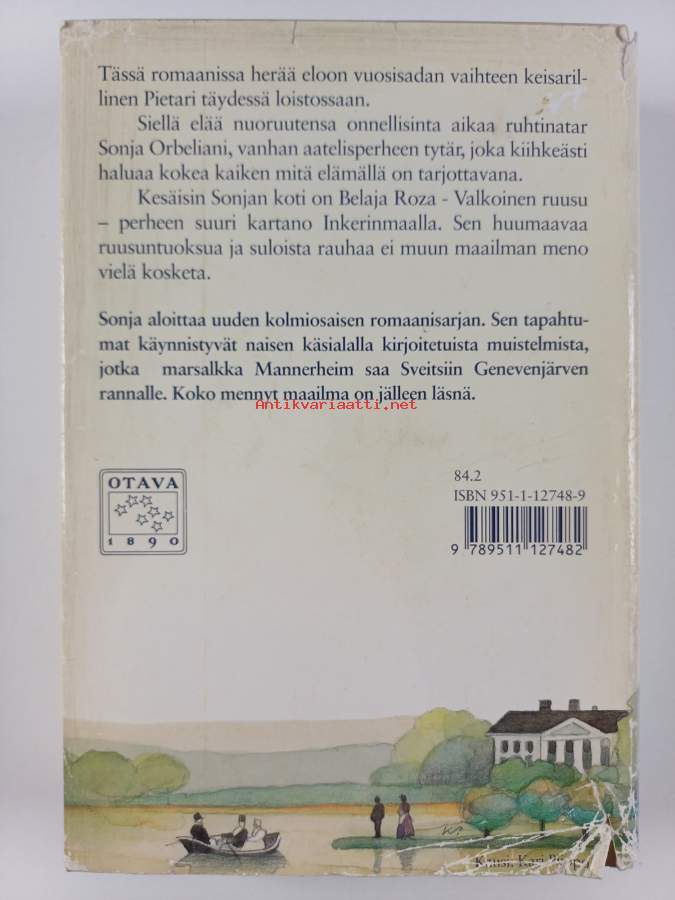 Tässä romaanissa herää eloon vuosisadan vaihteen keisaril-
linen Pietari täydessä loistossaan.
Siellä elää nuoruutensa onnellisinta aikaa ruhtinatar
Sonja Orbeliani, vanhan aatelisperheen tytär, joka kiihkeästi
haluaa kokea kaiken mitä elämällä on tarjottavana.
Kesäisin Sonjan koti on Belaja Roza - Valkoinen ruusu
– perheen suuri kartano Inkerinmaalla. Sen huumaavaa
ruusuntuoksua ja suloista rauhaa ei muun maailman meno
vielä kosketa.
Sonja aloittaa uuden kolmiosaisen romaanisarjan. Sen tapahtu-
mat käynnistyvät naisen käsialalla kirjoitetuista muistelmista,
jotka marsalkka Mannerheim saa Sveitsiin Genevenjärven
rannalle. Koko mennyt maailma on jälleen läsnä.
Antikvariaatti.net
OTAVA
1890
84.2
ISBN 951-1-12748-9
9 789511 127482
Kari